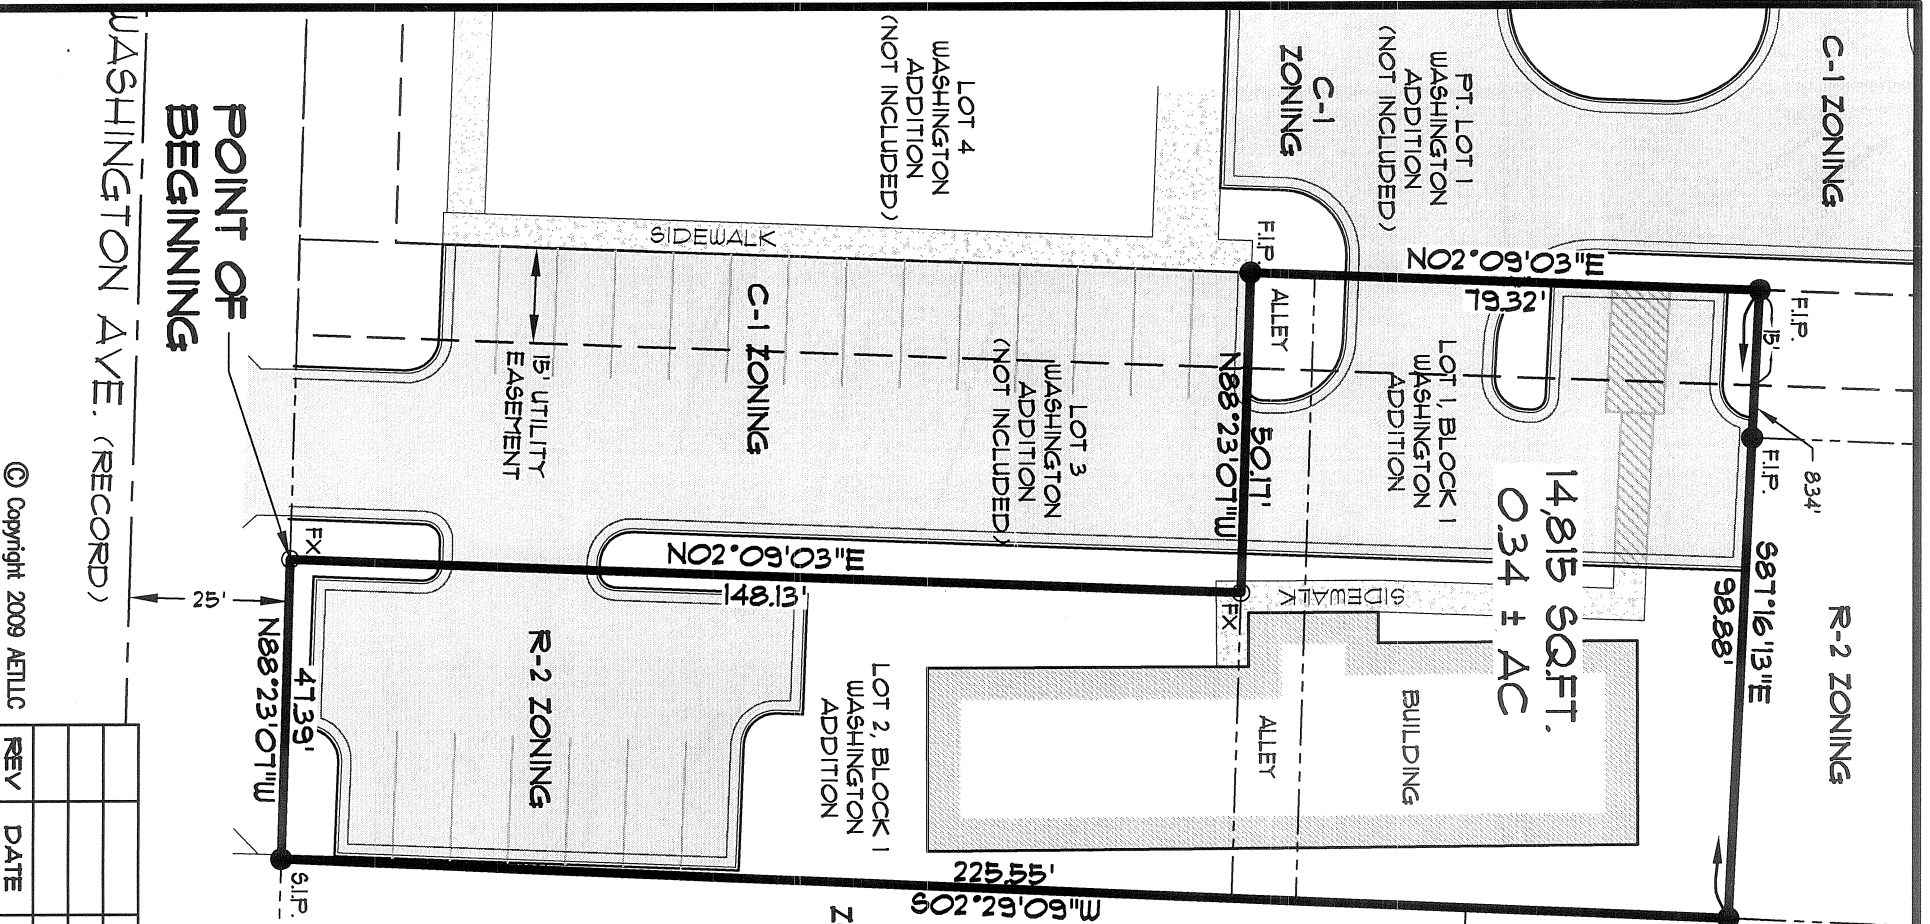 C-1 ZONING
PT. LOT 1
WASHINGTON
ADDITION
(NOT INCLUDED)
C-1
ZONING
LOT 4
WASHINGTON
ADDITION
(NOT INCLUDED)
WASHINGTON AVE. (RECORD)
POINT OF
BEGINNING
SIDEWALK
F.I.P.
N02°09'03"E
79.32'
F.I.P.
15'
8.34'
F.I.P.
ALLEY
LOT 1, BLOCK 1
WASHINGTON
ADDITION
N88°23'07"W
50.17'
C-1 ZONING
15' UTILITY
EASEMENT
LOT 3
WASHINGTON
ADDITION
(NOT INCLUDED)
14,815 SQ.FT.
0.34 ± AC
S87°16'13"E
98.88'
R-2 ZONING
FX
N02°09'03"E
148.13'
FX
SIDEWALK
25'
N88°23'07"W
47.39'
R-2 ZONING
LOT 2, BLOCK 1
WASHINGTON
ADDITION
BUILDING
ALLEY
225.55'
S02°29'09"W
S.I.P.
Z
© Copyright 2009 AETLLC
REV
DATE